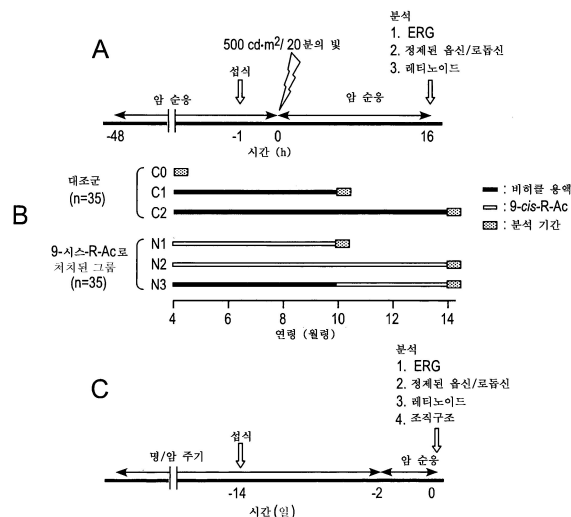 A
500 cd·m²/ 20분의 빛
분석
1. ERG
2. 정제된 옵신/로돕신
3. 레티노이드
섭식
암 순응
암 순응
-48
-1
0
16
시간 (h)
B
대조군
(n=35)
C0
C1
C2
9-시스-R-Ac로
처치된 그룹
(n=35)
N1
N2
N3
: 비히클 용액
: 9-cis-R-Ac
: 분석 기간
4
6
8
10
12
14
연령 (월령)
C
분석
1. ERG
2. 정제된 옵신/로돕신
3. 레티노이드
4. 조직구조
섭식
명/암 주기
암 순응
-14
-2
0
시간(일)